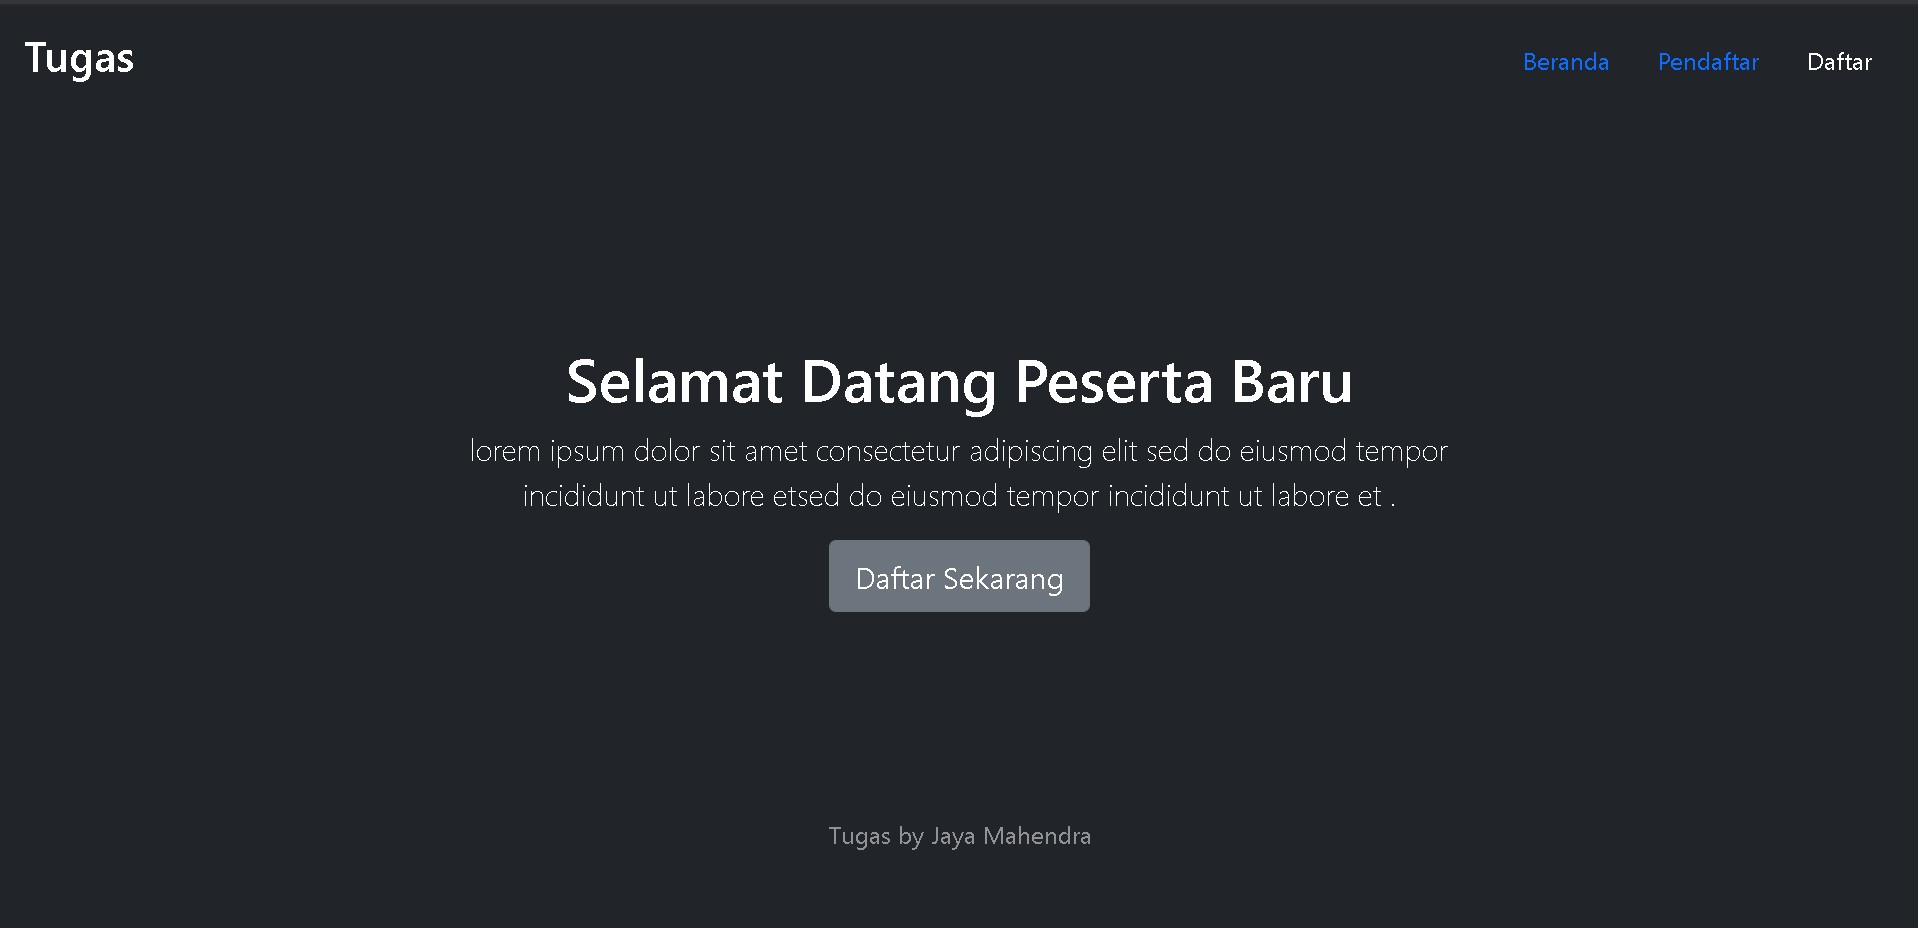 Tugas
Beranda Pendaftar Daftar
Selamat Datang Peserta Baru
lorem ipsum dolor sit amet consectetur adipiscing elit sed do eiusmod tempor
incididunt ut labore etsed do eiusmod tempor incididunt ut labore et .
Daftar Sekarang
Tugas by Jaya Mahendra